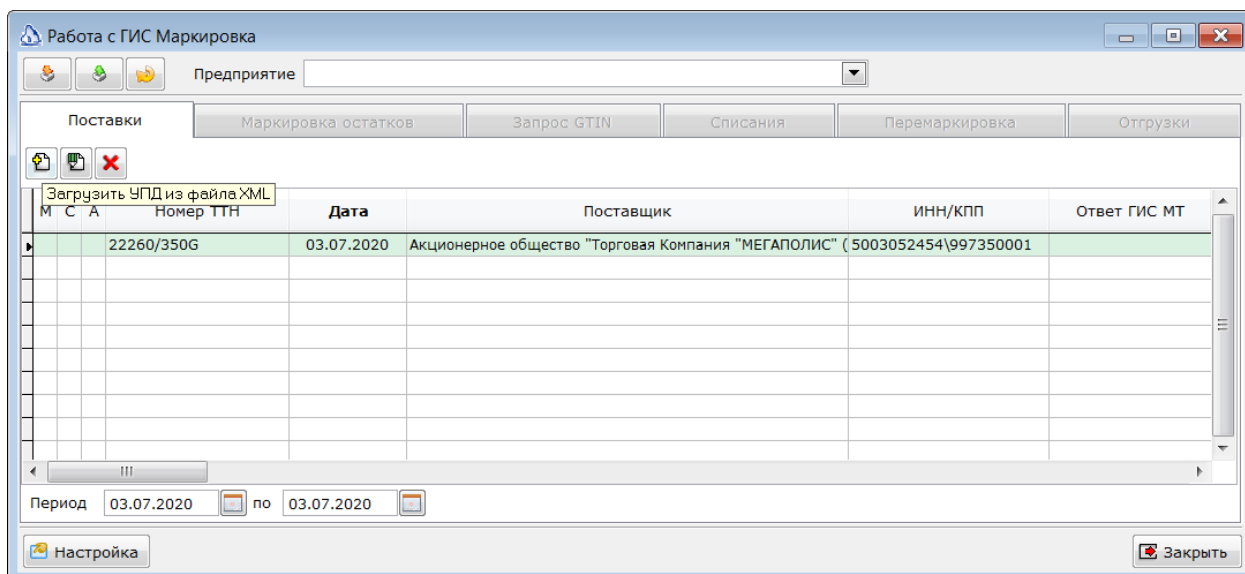 Работа с ГИС Маркировка
Предприятие
Поставки Маркировка остатков Запрос GTIN Списания Перемаркировка Отгрузки
Загрузить УПД из файла XML
М С А Номер ТТН Дата Поставщик ИНН/КПП Ответ ГИС МТ
22260/350G 03.07.2020 Акционерное общество "Торговая Компания "МЕГАПОЛИС" ( 5003052454\997350001
Период 03.07.2020 по 03.07.2020
Настройка Закрыть